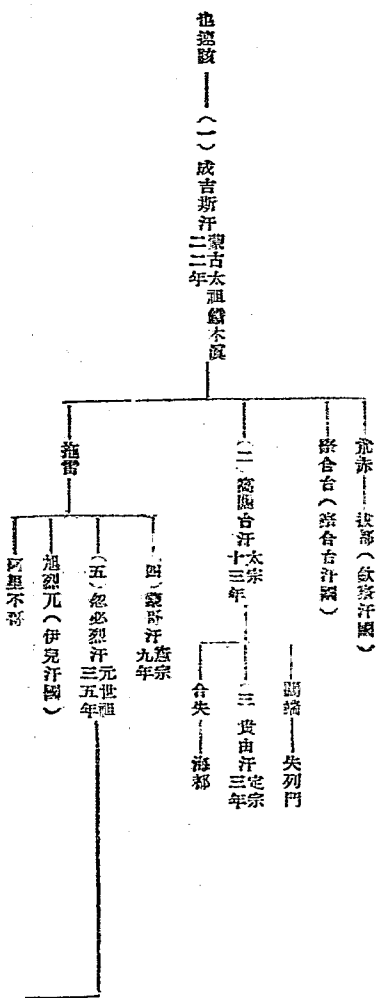 也速該
(一)成吉斯汗
蒙古太祖鐵木眞
二二年
朮赤
拔都(欽察汗國)
察合台(察合台汗國)
(二)窩闊台汗
太宗
十三年
闊端
失列門
(三)貴由汗
定宗
三年
合失
海都
拖雷
(四)蒙哥汗
憲宗
九年
(五)忽必烈汗
元世祖
三五年
旭烈兀(伊兒汗國)
阿里不哥